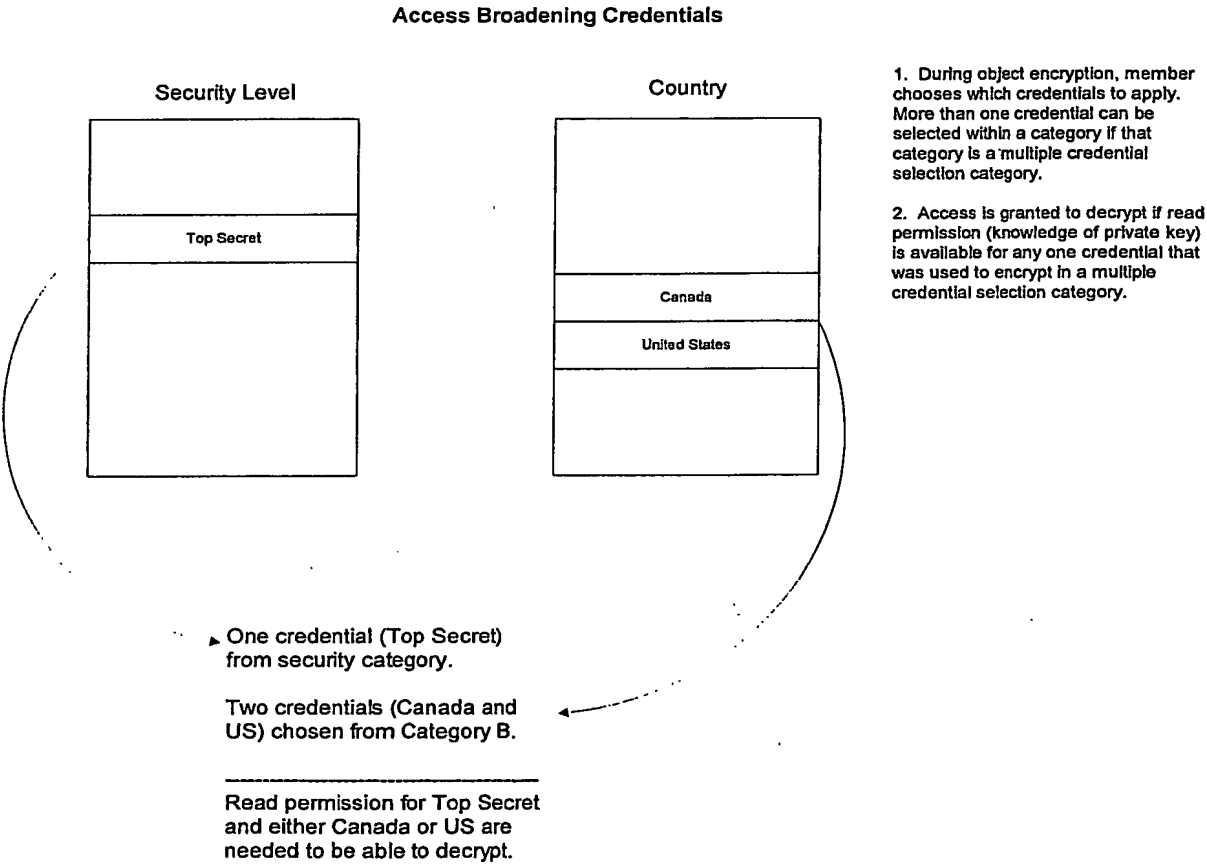 Access Broadening Credentials
Security Level
Top Secret
Country
Canada
United States
1. During object encryption, member
chooses which credentials to apply.
More than one credential can be
selected within a category if that
category is a multiple credential
selection category.
2. Access is granted to decrypt if read
permission (knowledge of private key)
is available for any one credential that
was used to encrypt in a multiple
credential selection category.
One credential (Top Secret)
from security category.
Two credentials (Canada and
US) chosen from Category B.
Read permission for Top Secret
and either Canada or US are
needed to be able to decrypt.